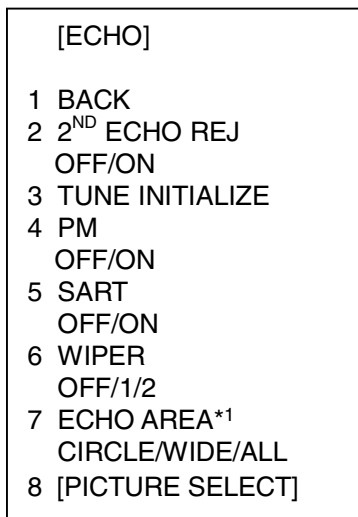 [ECHO]
1 BACK
2 2ND ECHO REJ
OFF/ON
3 TUNE INITIALIZE
4 PM
OFF/ON
5 SART
OFF/ON
6 WIPER
OFF/1/2
7 ECHO AREA*1
CIRCLE/WIDE/ALL
8 [PICTURE SELECT]